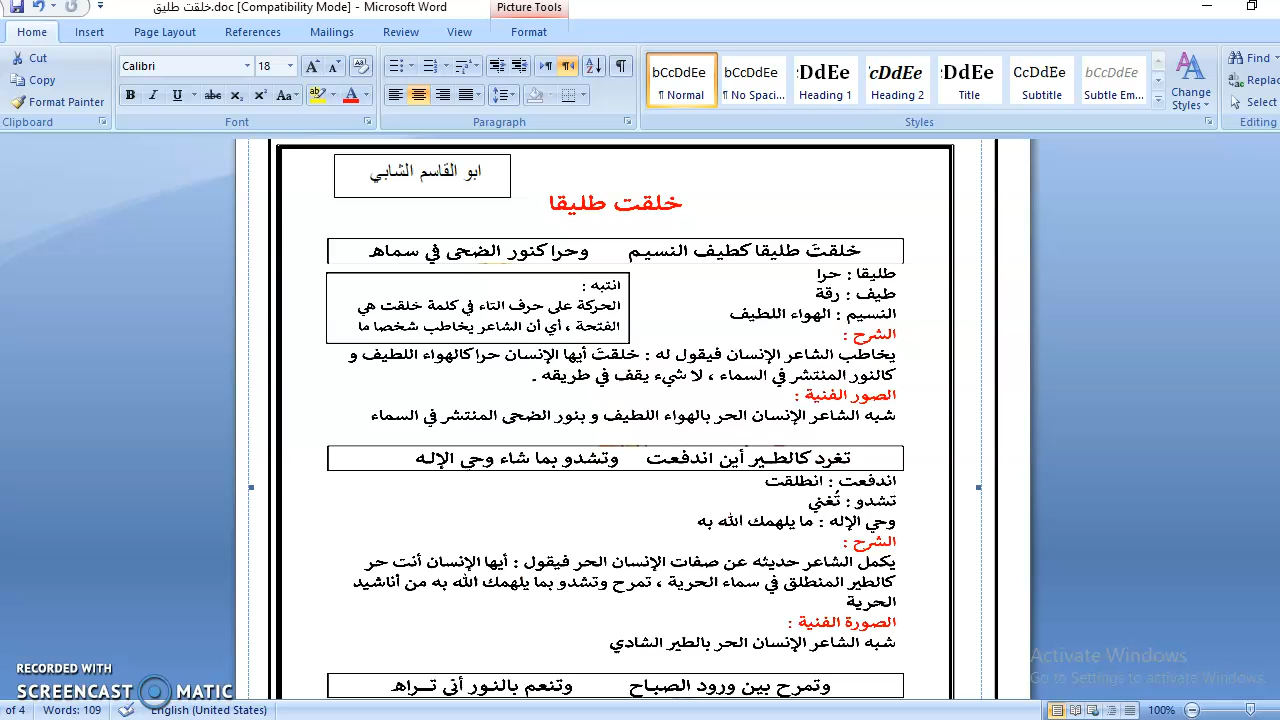 خلقت طليق.doc [Compatibility Mode] - Microsoft Word
Picture Tools
Home Insert Page Layout References Mailings Review View Format
Cut
Copy
Format Painter
Clipboard
Calibri 18
Font
Paragraph
bCcDdEe bCcDdEe DdEe CcDdEe DdEe CcDdEe bCcDdEe
¶ Normal ¶ No Spaci... Heading 1 Heading 2 Title Subtitle Subtle Em...
Styles
Change Styles
Find
Select
Editing
ابو القاسم الشابي
خلقت طليقا
خلقتَ طليقا كطيف النسيم وحرا كنور الضحى في سماه
طليقا : حرا
طيف : رقة
النسيم : الهواء اللطيف
انتبه :
الحركة على حرف التاء في كلمة خلقت هي
الفتحة ، أي أن الشاعر يخاطب شخصا ما
الشرح :
يخاطب الشاعر الإنسان فيقول له : خلقتَ أيها الإنسان حرا كالهواء اللطيف و
كالنور المنتشر في السماء ، لا شيء يقف في طريقه .
الصور الفنية :
شبه الشاعر الإنسان الحر بالهواء اللطيف و بنور الضحى المنتشر في السماء
تغرد كالطير أين اندفعت وتشدو بما شاء وحي الإله
اندفعت : انطلقت
تشدو : تُغني
وحي الإله : ما يلهمك الله به
الشرح :
يكمل الشاعر حديثه عن صفات الإنسان الحر فيقول : أيها الإنسان أنت حر
كالطير المنطلق في سماء الحرية ، تمرح وتشدو بما يلهمك الله به من أناشيد
الحرية
الصورة الفنية :
شبه الشاعر الإنسان الحر بالطير الشادي
وتمرح بين ورود الصباح وتنعم بالنور أنى تراه
Activate Windows
Go to Settings to activate Windows.
RECORDED WITH
SCREENCAST MATIC
of 4 Words: 109 English (United States) 100%